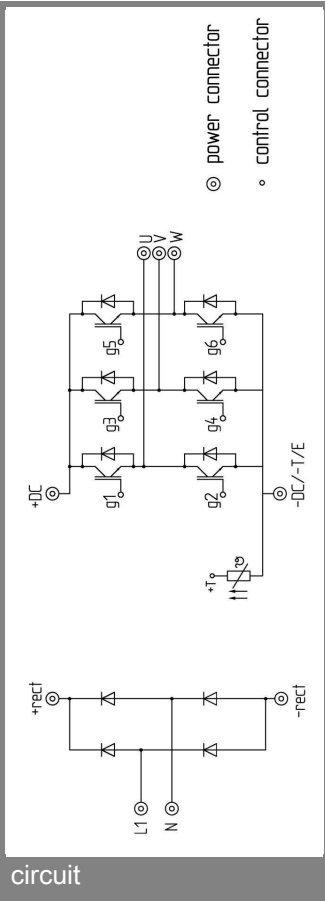 L1
N
+rect
-rect
+T
ϑ
+DC
-DC/-T/E
g1
g2
g3
g4
g5
g6
U
V
W
power connector
control connector
circuit